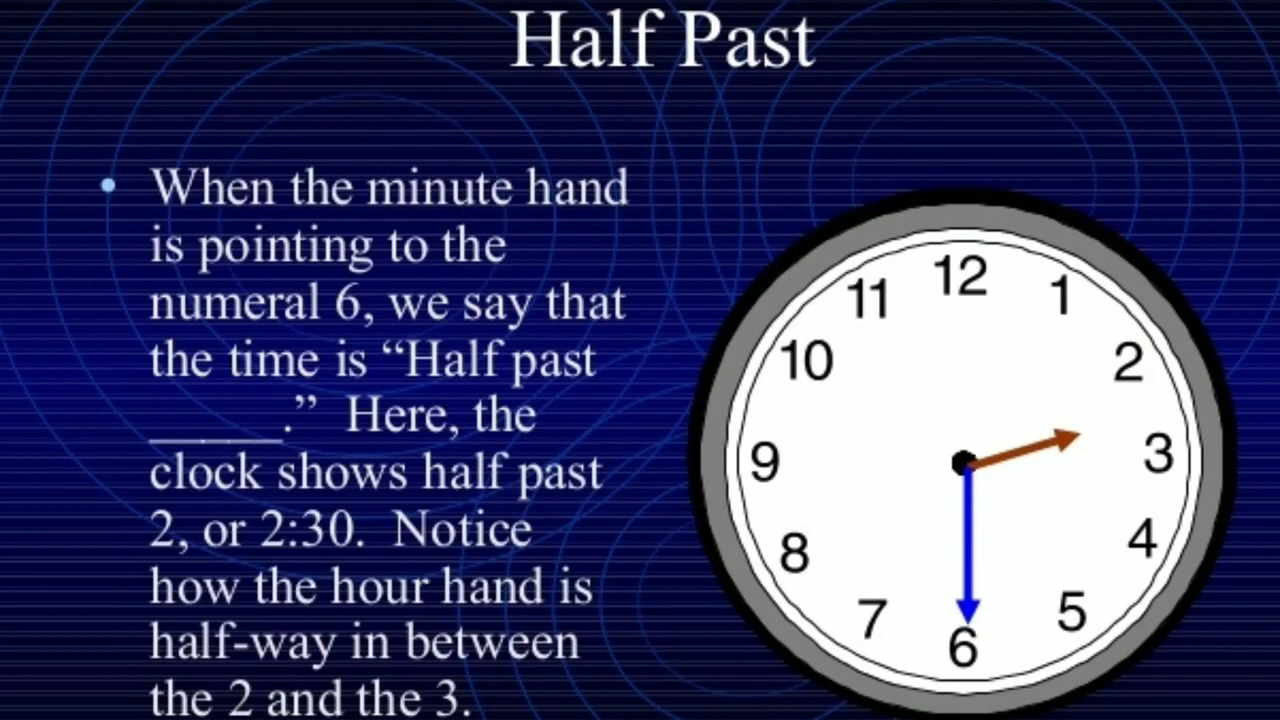 Half Past
• When the minute hand
is pointing to the
numeral 6, we say that
the time is “Half past
_____.”  Here, the
clock shows half past
2, or 2:30.  Notice
how the hour hand is
half-way in between
the 2 and the 3.
12
11
1
10
2
9
3
8
4
7
5
6